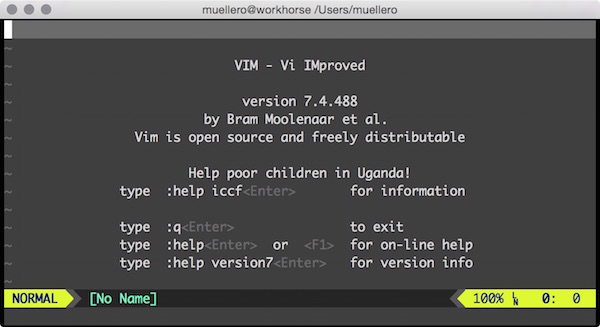 muellero@workhorse /Users/muellero
~
~ VIM - Vi IMproved
~
~ version 7.4.488
~ by Bram Moolenaar et al.
~ Vim is open source and freely distributable
~
~ Help poor children in Uganda!
~ type :help iccf<Enter> for information
~
~ type :q<Enter> to exit
~ type :help<Enter> or <F1> for on-line help
~ type :help version7<Enter> for version info
~
NORMAL [No Name] 100% ␤ 0: 0